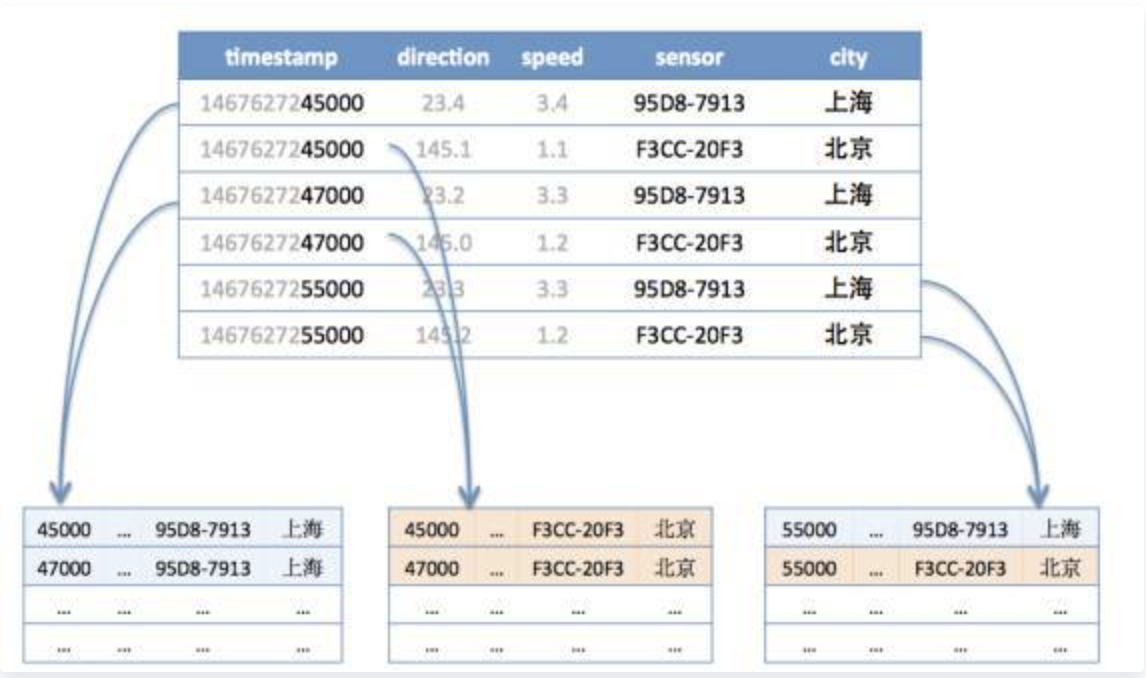 timestamp direction speed sensor city
1467627245000 23.4 3.4 95D8-7913 上海
1467627245000 145.1 1.1 F3CC-20F3 北京
1467627247000 23.2 3.3 95D8-7913 上海
1467627247000 145.0 1.2 F3CC-20F3 北京
1467627255000 23.3 3.3 95D8-7913 上海
1467627255000 145.2 1.2 F3CC-20F3 北京
45000 ... 95D8-7913 上海
47000 ... 95D8-7913 上海
... ... ... ...
... ... ... ...
45000 ... F3CC-20F3 北京
47000 ... F3CC-20F3 北京
... ... ... ...
... ... ... ...
55000 ... 95D8-7913 上海
55000 ... F3CC-20F3 北京
... ... ... ...
... ... ... ...